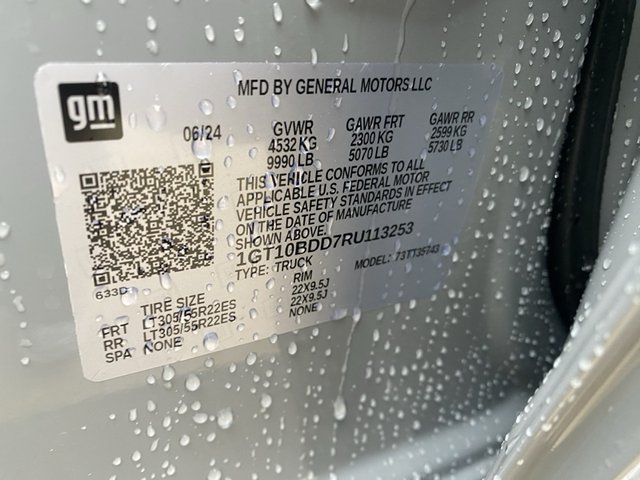 gm
MFD BY GENERAL MOTORS LLC
06/24 GVWR GAWR FRT GAWR RR
4532 KG 2300 KG 2599 KG
9990 LB 5070 LB 5730 LB
THIS VEHICLE CONFORMS TO ALL
APPLICABLE U.S. FEDERAL MOTOR
VEHICLE SAFETY STANDARDS IN EFFECT
ON THE DATE OF MANUFACTURE
SHOWN ABOVE.
1GT10BDD7RU113253
TYPE: TRUCK MODEL: 73TT35743
633D
TIRE SIZE RIM
FRT LT305/55R22ES 22X9.5J
RR LT305/55R22ES 22X9.5J
SPA NONE NONE